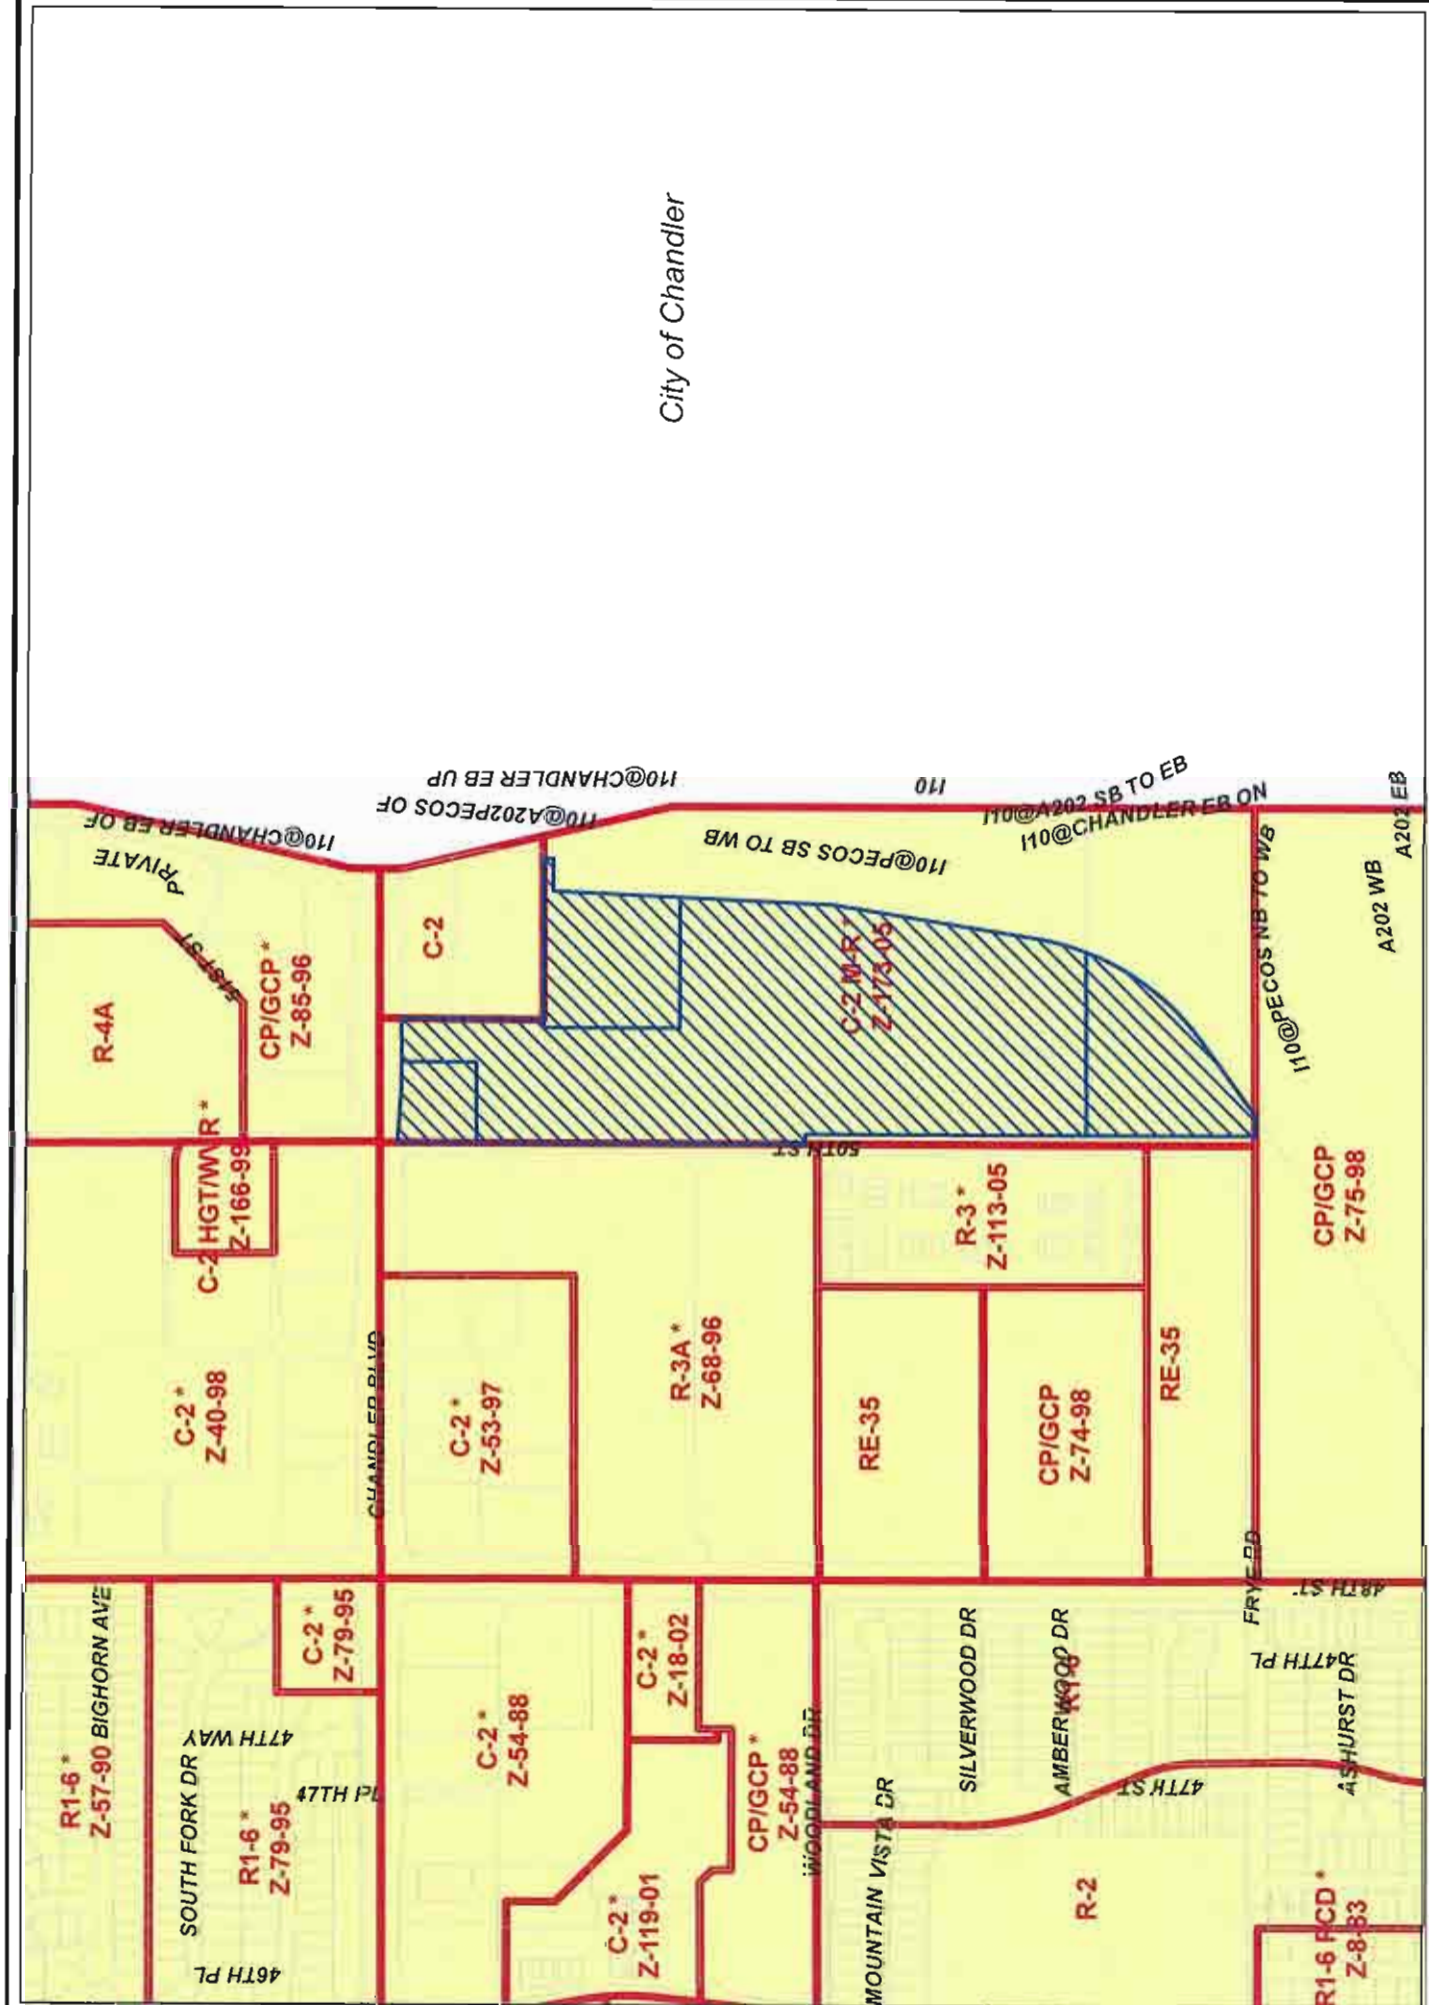 City of Chandler
I10@CHANDLER EB OF
PRIVATE
51ST ST
R-4A
CP/GCP *
Z-85-96
C-2 HGT/WVR *
Z-166-99
C-2 *
Z-40-98
CHANDLER BLVD
R1-6 *
Z-57-90
BIGHORN AVE
C-2 *
Z-79-95
47TH WAY
SOUTH FORK DR
R1-6 *
Z-79-95
47TH PL
46TH PL
I10@CHANDLER EB UP
I10@A202PECOS OF
C-2
I10@PECOS SB TO WB
I10
I10@A202 SB TO EB
I10@CHANDLER EB ON
C-2 M-R *
Z-173-05
50TH ST
C-2 *
Z-53-97
R-3A *
Z-68-96
R-3 *
Z-113-05
RE-35
CP/GCP
Z-74-98
RE-35
I10@PECOS NB TO WB
A202 WB
A202 EB
CP/GCP
Z-75-98
FRYE RD
48TH ST
C-2 *
Z-54-88
C-2 *
Z-18-02
C-2 *
Z-119-01
CP/GCP *
Z-54-88
WOODLAND DR
MOUNTAIN VISTA DR
SILVERWOOD DR
AMBERWOOD DR
R1-6
47TH ST
47TH PL
ASHURST DR
R-2
R1-6 PCD *
Z-8-83